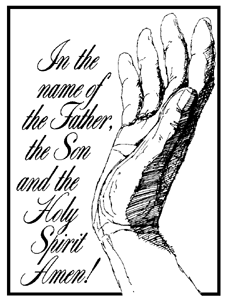 In the
name of
the Father,
the Son
and the
Holy
Spirit
Amen!